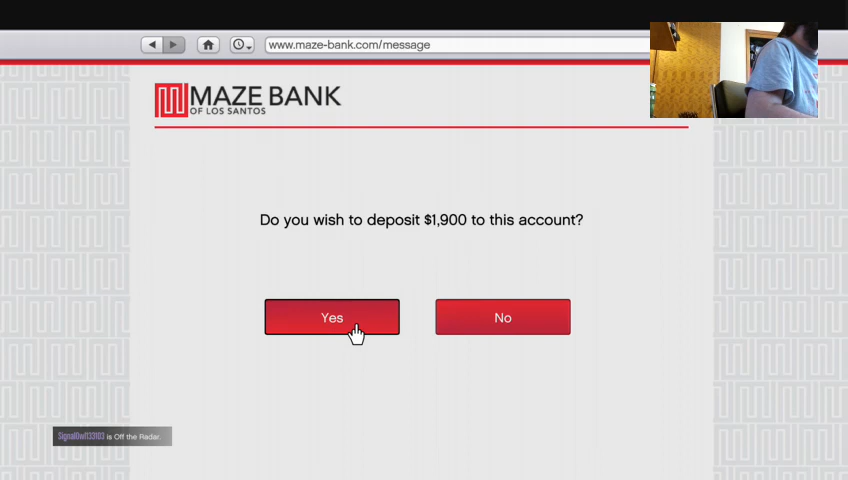 www.maze-bank.com/message
MAZE BANK
OF LOS SANTOS
Do you wish to deposit $1,900 to this account?
Yes
No
is Off the Radar.